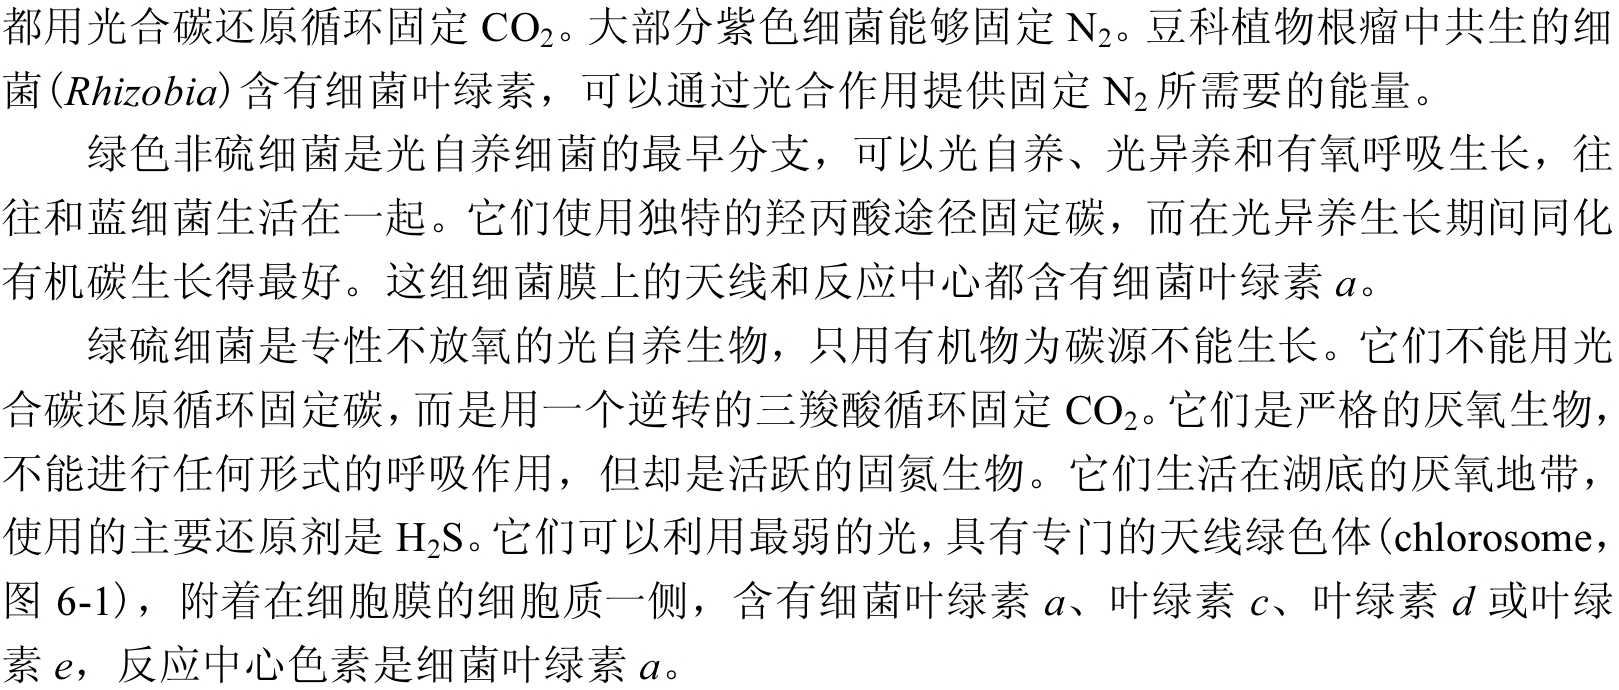 都用光合碳还原循环固定 CO₂。大部分紫色细菌能够固定 N₂。豆科植物根瘤中共生的细
菌(Rhizobia)含有细菌叶绿素，可以通过光合作用提供固定 N₂ 所需要的能量。
绿色非硫细菌是光自养细菌的最早分支，可以光自养、光异养和有氧呼吸生长，往
往和蓝细菌生活在一起。它们使用独特的羟丙酸途径固定碳，而在光异养生长期间同化
有机碳生长得最好。这组细菌膜上的天线和反应中心都含有细菌叶绿素 a。
绿硫细菌是专性不放氧的光自养生物，只用有机物为碳源不能生长。它们不能用光
合碳还原循环固定碳，而是用一个逆转的三羧酸循环固定 CO₂。它们是严格的厌氧生物，
不能进行任何形式的呼吸作用，但却是活跃的固氮生物。它们生活在湖底的厌氧地带，
使用的主要还原剂是 H₂S。它们可以利用最弱的光，具有专门的天线绿色体(chlorosome，
图 6-1)，附着在细胞膜的细胞质一侧，含有细菌叶绿素 a、叶绿素 c、叶绿素 d 或叶绿
素 e，反应中心色素是细菌叶绿素 a。